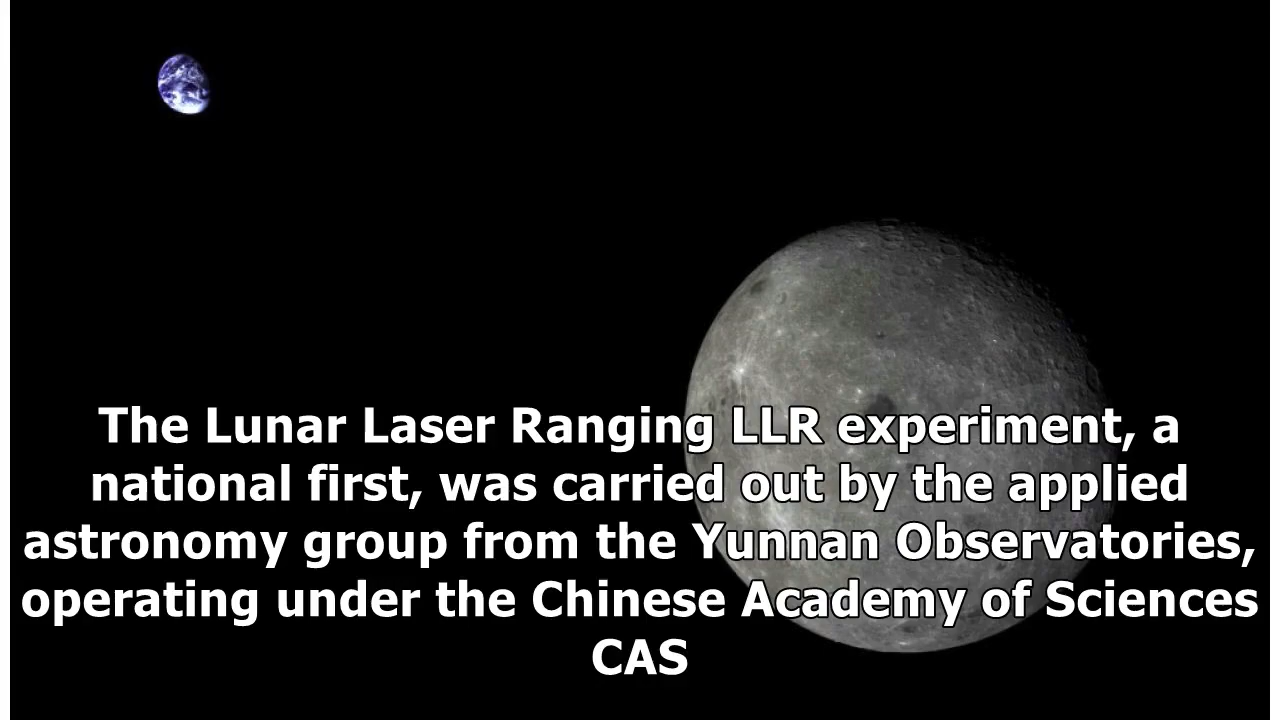 The Lunar Laser Ranging LLR experiment, a
national first, was carried out by the applied
astronomy group from the Yunnan Observatories,
operating under the Chinese Academy of Sciences
CAS